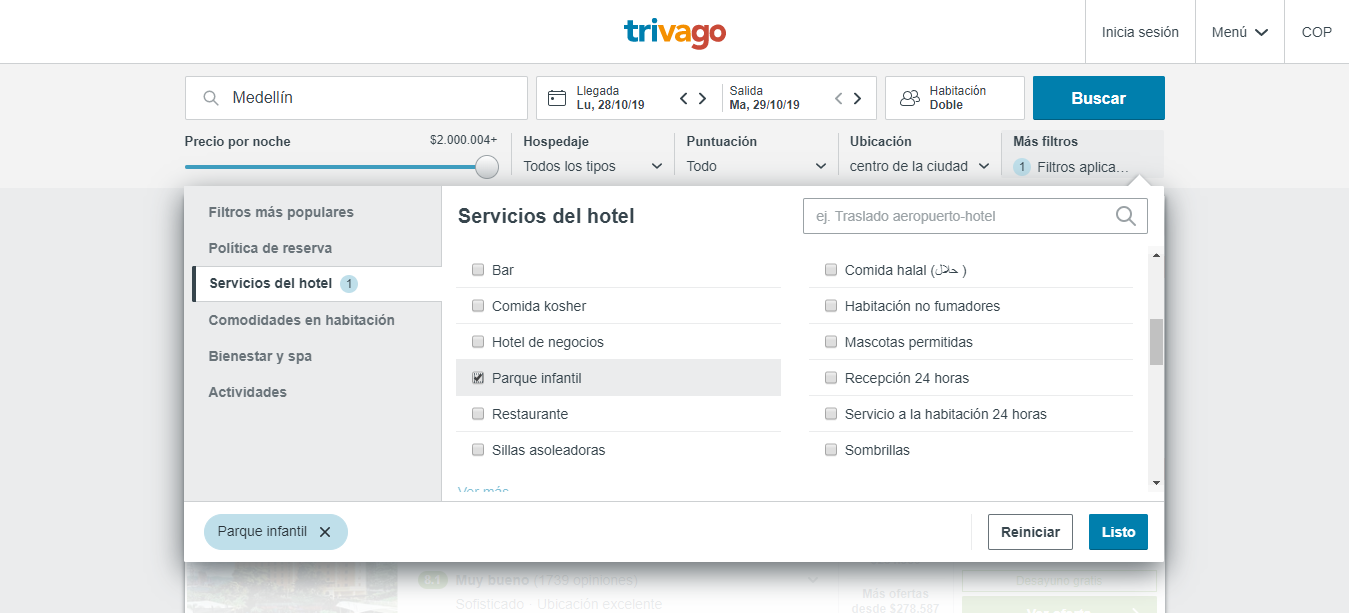 trivago
Inicia sesión
Menú
COP
Medellín
Llegada
Lu, 28/10/19
Salida
Ma, 29/10/19
Habitación
Doble
Buscar
Precio por noche
$2.000.004+
Hospedaje
Todos los tipos
Puntuación
Todo
Ubicación
centro de la ciudad
Más filtros
1 Filtros aplica...
Filtros más populares
Política de reserva
Servicios del hotel 1
Comodidades en habitación
Bienestar y spa
Actividades
Servicios del hotel
ej. Traslado aeropuerto-hotel
Bar
Comida halal (حلال )
Comida kosher
Habitación no fumadores
Hotel de negocios
Mascotas permitidas
Parque infantil
Recepción 24 horas
Restaurante
Servicio a la habitación 24 horas
Sillas asoleadoras
Sombrillas
Ver más
Parque infantil
Reiniciar
Listo
8.1 Muy bueno (1739 opiniones)
Sofisticado Ubicación excelente
Más ofertas
desde $278.587
Desayuno gratis
Ver oferta